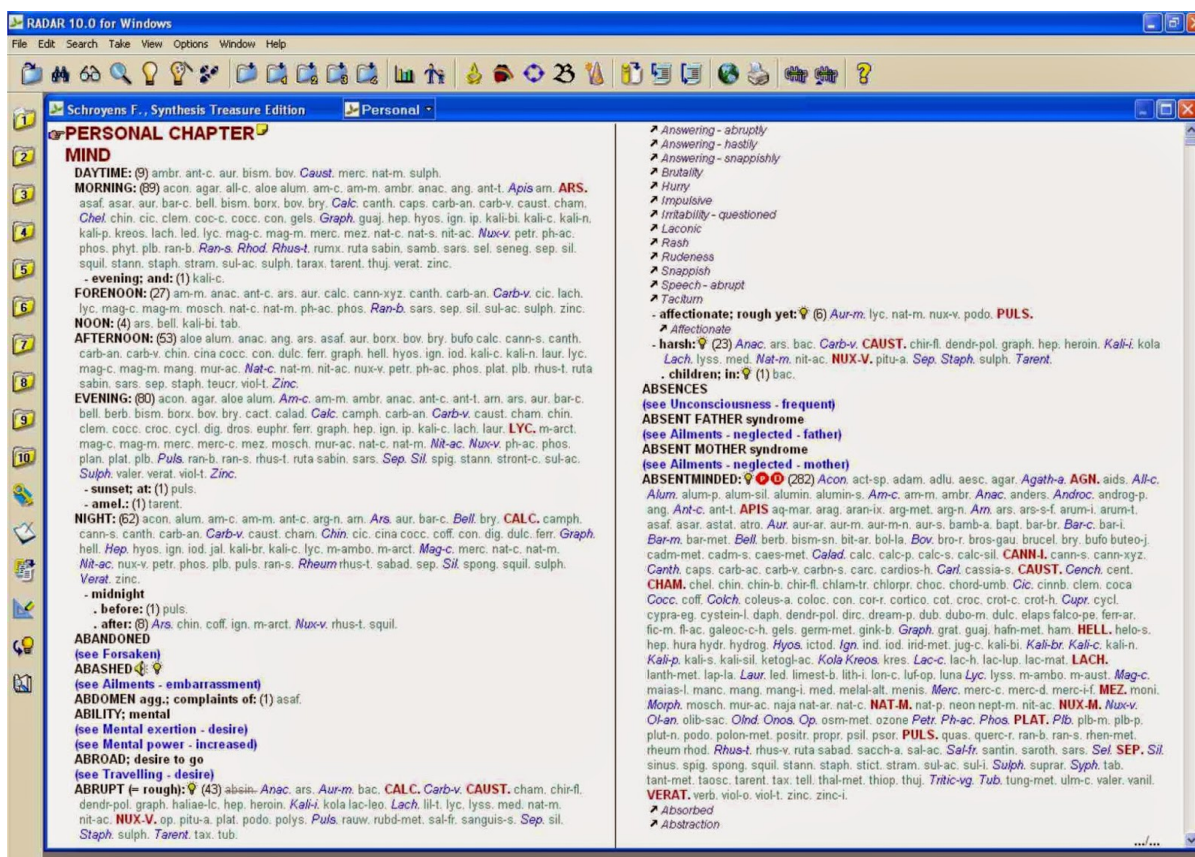 RADAR 10.0 for Windows
File Edit Search Take View Options Window Help
1
2
3
4
5
6
7
8
9
10
Schroyens F., Synthesis Treasure Edition Personal
PERSONAL CHAPTER
MIND
DAYTIME: (9) ambr. ant-c. aur. bism. bov. Caust. merc. nat-m. sulph.
MORNING: (89) acon. agar. all-c. aloe alum. am-c. am-m. ambr. anac. ang. ant-t. Apis arn. ARS.
asaf. asar. aur. bar-c. bell. bism. borx. bov. bry. Calc. canth. caps. carb-an. carb-v. caust. cham.
Chel. chin. cic. clem. coc-c. cocc. con. gels. Graph. guaj. hep. hyos. ign. ip. kali-bi. kali-c. kali-n.
kali-p. kreos. lach. led. lyc. mag-c. mag-m. merc. mez. nat-c. nat-s. nit-ac. Nux-v. petr. ph-ac.
phos. phyt. plb. ran-b. Ran-s. Rhod. Rhus-t. rumx. ruta sabin. samb. sars. sel. seneg. sep. sil.
squil. stann. staph. stram. sul-ac. sulph. tarax. tarent. thuj. verat. zinc.
- evening; and: (1) kali-c.
FORENOON: (27) am-m. anac. ant-c. ars. aur. calc. cann-xyz. canth. carb-an. Carb-v. cic. lach.
lyc. mag-c. mag-m. mosch. nat-c. nat-m. ph-ac. phos. Ran-b. sars. sep. sil. sul-ac. sulph. zinc.
NOON: (4) ars. bell. kali-bi. tab.
AFTERNOON: (53) aloe alum. anac. ang. ars. asaf. aur. borx. bov. bry. bufo calc. cann-s. canth.
carb-an. carb-v. chin. cina cocc. con. dulc. ferr. graph. hell. hyos. ign. iod. kali-c. kali-n. laur. lyc.
mag-c. mag-m. mang. mur-ac. Nat-c. nat-m. nit-ac. nux-v. petr. ph-ac. phos. plat. plb. rhus-t. ruta
sabin. sars. sep. staph. teucr. viol-t. Zinc.
EVENING: (80) acon. agar. aloe alum. Am-c. am-m. ambr. anac. ant-c. ant-t. arn. ars. aur. bar-c.
bell. berb. bism. borx. bov. bry. cact. calad. Calc. camph. carb-an. Carb-v. caust. cham. chin.
clem. cocc. croc. cycl. dig. dros. euphr. ferr. graph. hep. ign. ip. kali-c. lach. laur. LYC. m-arct.
mag-c. mag-m. merc. merc-c. mez. mosch. mur-ac. nat-c. nat-m. Nit-ac. Nux-v. ph-ac. phos.
plan. plat. plb. Puls. ran-b. ran-s. rhus-t. ruta sabin. sars. Sep. Sil. spig. stann. stront-c. sul-ac.
Sulph. valer. verat. viol-t. Zinc.
- sunset; at: (1) puls.
- amel.: (1) tarent.
NIGHT: (62) acon. alum. am-c. am-m. ant-c. arg-n. arn. Ars. aur. bar-c. Bell. bry. CALC. camph.
cann-s. canth. carb-an. Carb-v. caust. cham. Chin. cic. cina cocc. coff. con. dig. dulc. ferr. Graph.
hell. Hep. hyos. ign. iod. jal. kali-br. kali-c. lyc. m-ambo. m-arct. Mag-c. merc. nat-c. nat-m.
Nit-ac. nux-v. petr. phos. plb. puls. ran-s. Rheum rhus-t. sabad. sep. Sil. spong. squil. sulph.
Verat. zinc.
- midnight
. before: (1) puls.
. after: (8) Ars. chin. coff. ign. m-arct. Nux-v. rhus-t. squil.
ABANDONED
(see Forsaken)
ABASHED
(see Ailments - embarrassment)
ABDOMEN agg.; complaints of: (1) asaf.
ABILITY; mental
(see Mental exertion - desire)
(see Mental power - increased)
ABROAD; desire to go
(see Travelling - desire)
ABRUPT (= rough): (43) absin. Anac. ars. Aur-m. bac. CALC. Carb-v. CAUST. cham. chir-fl.
dendr-pol. graph. haliae-lc. hep. heroin. Kali-i. kola lac-leo. Lach. lil-t. lyc. lyss. med. nat-m.
nit-ac. NUX-V. op. pitu-a. plat. podo. polys. Puls. rauw. rubd-met. sal-fr. sanguis-s. Sep. sil.
Staph. sulph. Tarent. tax. tub.
Answering - abruptly
Answering - hastily
Answering - snappishly
Brutality
Hurry
Impulsive
Irritability - questioned
Laconic
Rash
Rudeness
Snappish
Speech - abrupt
Taciturn
- affectionate; rough yet: (6) Aur-m. lyc. nat-m. nux-v. podo. PULS.
Affectionate
- harsh: (23) Anac. ars. bac. Carb-v. CAUST. chir-fl. dendr-pol. graph. hep. heroin. Kali-i. kola
Lach. lyss. med. Nat-m. nit-ac. NUX-V. pitu-a. Sep. Staph. sulph. Tarent.
. children; in: (1) bac.
ABSENCES
(see Unconsciousness - frequent)
ABSENT FATHER syndrome
(see Ailments - neglected - father)
ABSENT MOTHER syndrome
(see Ailments - neglected - mother)
ABSENTMINDED: (282) Acon. act-sp. adam. adlu. aesc. agar. Agath-a. AGN. aids. All-c.
Alum. alum-p. alum-sil. alumin. alumin-s. Am-c. am-m. ambr. Anac. anders. Androc. androg-p.
ang. Ant-c. ant-t. APIS aq-mar. arag. aran-ix. arg-met. arg-n. Arn. ars. ars-s-f. arum-i. arum-t.
asaf. asar. astat. atro. Aur. aur-ar. aur-m. aur-m-n. aur-s. bamb-a. bapt. bar-br. Bar-c. bar-i.
Bar-m. bar-met. Bell. berb. bism-sn. bit-ar. bol-la. Bov. bro-r. bros-gau. brucel. bry. bufo buteo-j.
cadm-met. cadm-s. caes-met. Calad. calc. calc-p. calc-s. calc-sil. CANN-I. cann-s. cann-xyz.
Canth. caps. carb-ac. carb-v. carbn-s. carc. cardios-h. Carl. cassia-s. CAUST. Cench. cent.
CHAM. chel. chin. chin-b. chir-fl. chlam-tr. chlorpr. choc. chord-umb. Cic. cinnb. clem. coca
Cocc. coff. Colch. coleus-a. coloc. con. cor-r. cortico. cot. croc. crot-c. crot-h. Cupr. cycl.
cypra-eg. cystein-l. daph. dendr-pol. dirc. dream-p. dub. dubo-m. dulc. elaps falco-pe. ferr-ar.
fic-m. fl-ac. galeoc-c-h. gels. germ-met. gink-b. Graph. grat. guaj. hafn-met. ham. HELL. helo-s.
hep. hura hydr. hydrog. Hyos. ictod. Ign. ind. iod. irid-met. jug-c. kali-bi. Kali-br. Kali-c. kali-n.
Kali-p. kali-s. kali-sil. ketogl-ac. Kola Kreos. kres. Lac-c. lac-h. lac-lup. lac-mat. LACH.
lanth-met. lap-la. Laur. led. limest-b. lith-i. lon-c. luf-op. luna Lyc. lyss. m-ambo. m-aust. Mag-c.
maias-l. manc. mang. mang-i. med. melal-alt. menis. Merc. merc-c. merc-d. merc-i-f. MEZ. moni.
Morph. mosch. mur-ac. naja nat-ar. nat-c. NAT-M. nat-p. neon nept-m. nit-ac. NUX-M. Nux-v.
Ol-an. olib-sac. Olnd. Onos. Op. osm-met. ozone Petr. Ph-ac. Phos. PLAT. Plb. plb-m. plb-p.
plut-n. podo. polon-met. positr. propr. psil. psor. PULS. quas. querc-r. ran-b. ran-s. rhen-met.
rheum rhod. Rhus-t. rhus-v. ruta sabad. sacch-a. sal-ac. Sal-fr. santin. saroth. sars. Sel. SEP. Sil.
sinus. spig. spong. squil. stann. staph. stict. stram. sul-ac. sul-i. Sulph. suprar. Syph. tab.
tant-met. taosc. tarent. tax. tell. thal-met. thiop. thuj. Tritic-vg. Tub. tung-met. ulm-c. valer. vanil.
VERAT. verb. viol-o. viol-t. zinc. zinc-i.
Absorbed
Abstraction
.../...